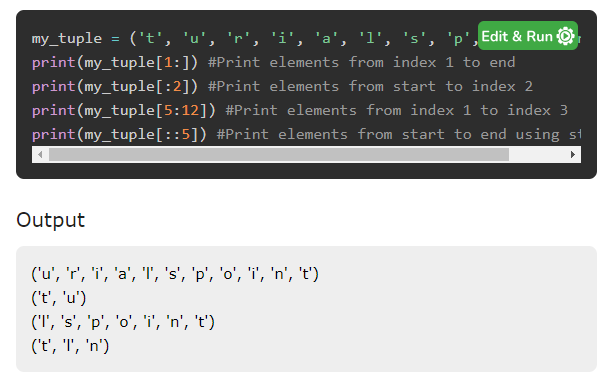 my_tuple = ('t', 'u', 'r', 'i', 'a', 'l', 's', 'p',
Edit & Run
print(my_tuple[1:]) #Print elements from index 1 to end
print(my_tuple[:2]) #Print elements from start to index 2
print(my_tuple[5:12]) #Print elements from index 1 to index 3
print(my_tuple[::5]) #Print elements from start to end using
Output
('u', 'r', 'i', 'a', 'l', 's', 'p', 'o', 'i', 'n', 't')
('t', 'u')
('l', 's', 'p', 'o', 'i', 'n', 't')
('t', 'l', 'n')